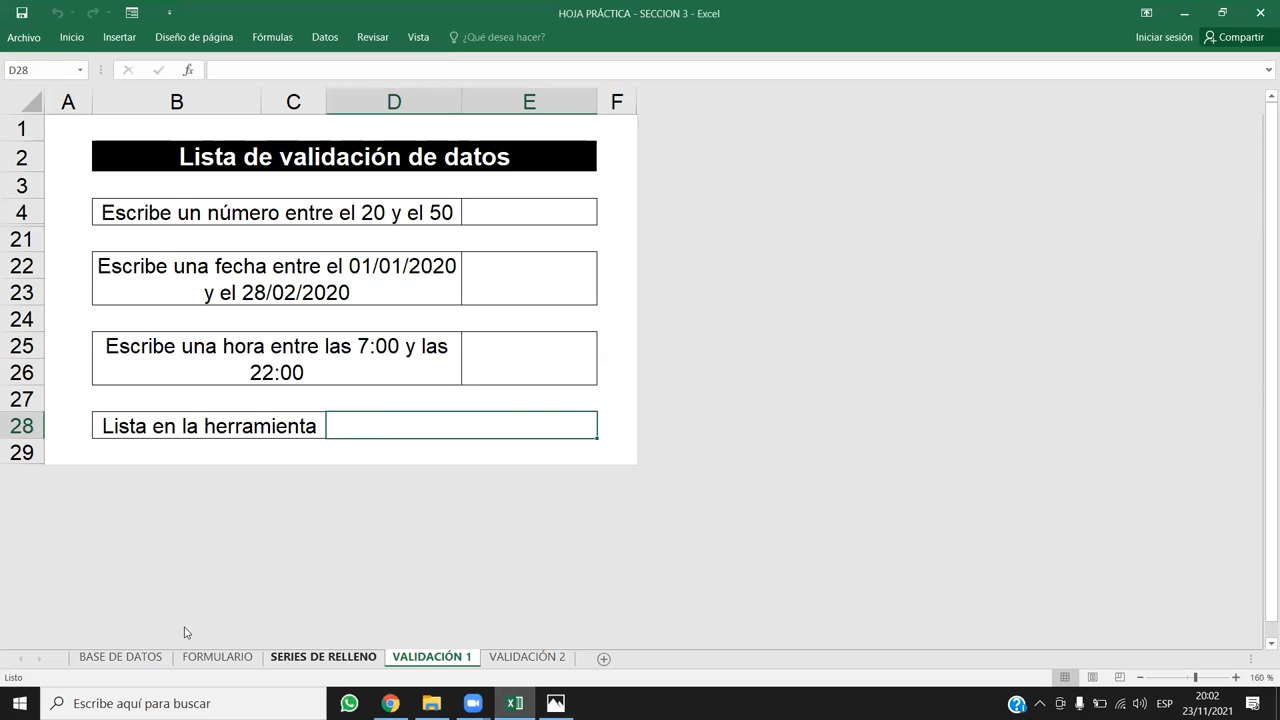 HOJA PRÁCTICA - SECCION 3 - Excel
Archivo Inicio Insertar Diseño de página Fórmulas Datos Revisar Vista ¿Qué desea hacer? Iniciar sesión Compartir
D28 fx
A B C D E F
1
2 Lista de validación de datos
3
4 Escribe un número entre el 20 y el 50
21
22 Escribe una fecha entre el 01/01/2020
23 y el 28/02/2020
24
25 Escribe una hora entre las 7:00 y las
26 22:00
27
28 Lista en la herramienta
29
BASE DE DATOS FORMULARIO SERIES DE RELLENO VALIDACIÓN 1 VALIDACIÓN 2
Listo 160 %
Escribe aquí para buscar ESP 20:02
23/11/2021